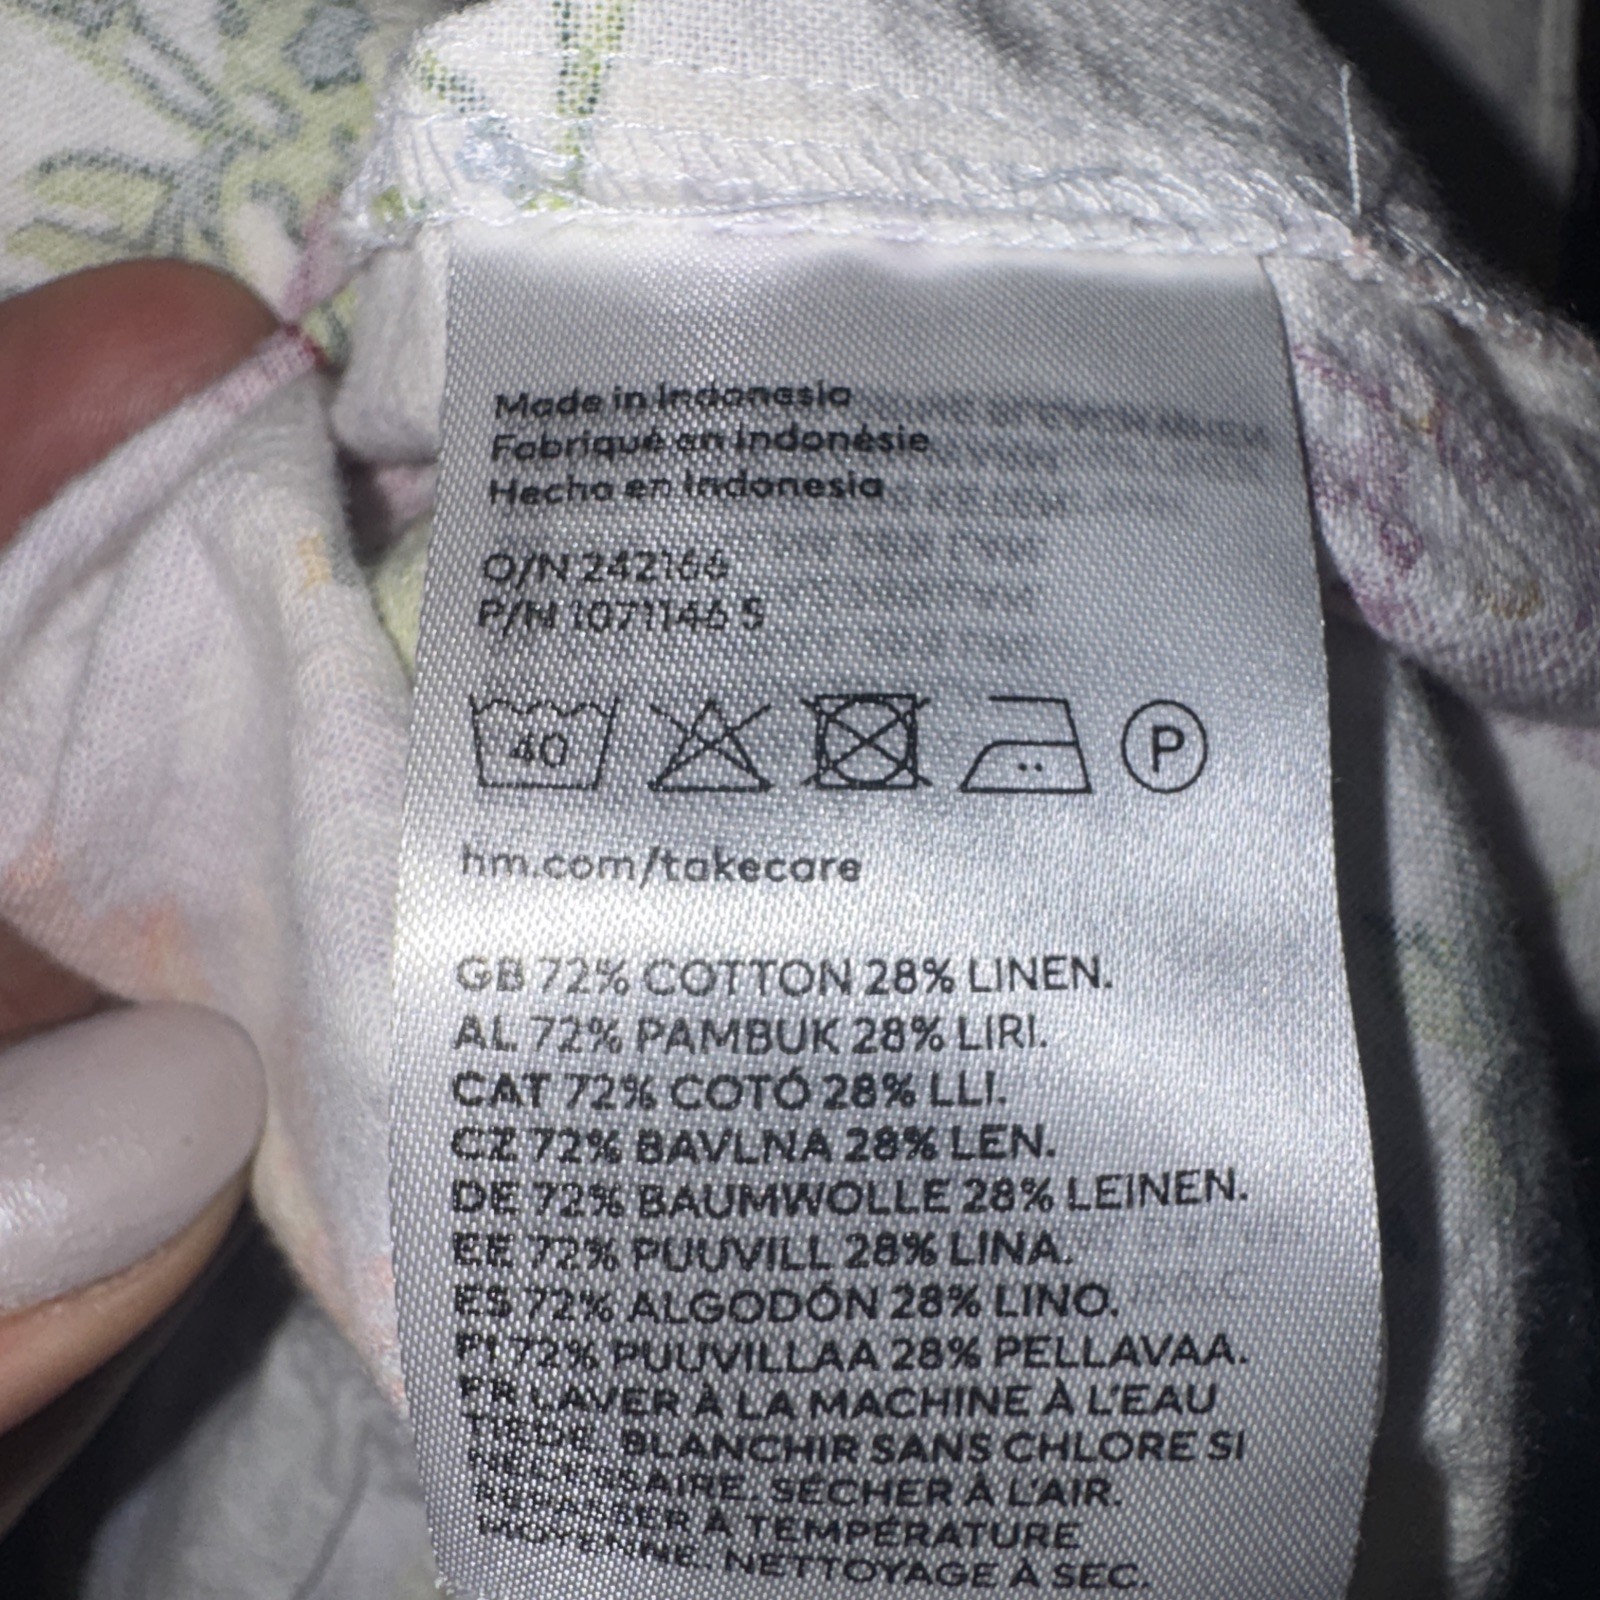 Made in Indonesia
Fabriqué en Indonésie
Hecho en Indonesia
O/N 242166
P/N 1071146 S
40
P
hm.com/takecare
GB 72% COTTON 28% LINEN.
AL 72% PAMBUK 28% LIRI.
CAT 72% COTÓ 28% LLI.
CZ 72% BAVLNA 28% LEN.
DE 72% BAUMWOLLE 28% LEINEN.
EE 72% PUUVILL 28% LINA.
ES 72% ALGODÓN 28% LINO.
FI 72% PUUVILLAA 28% PELLAVAA.
FR LAVER À LA MACHINE À L'EAU
TIÈDE. BLANCHIR SANS CHLORE SI
NÉCESSAIRE. SÉCHER À L'AIR.
REPASSER À TEMPÉRATURE
MOYENNE. NETTOYAGE À SEC.